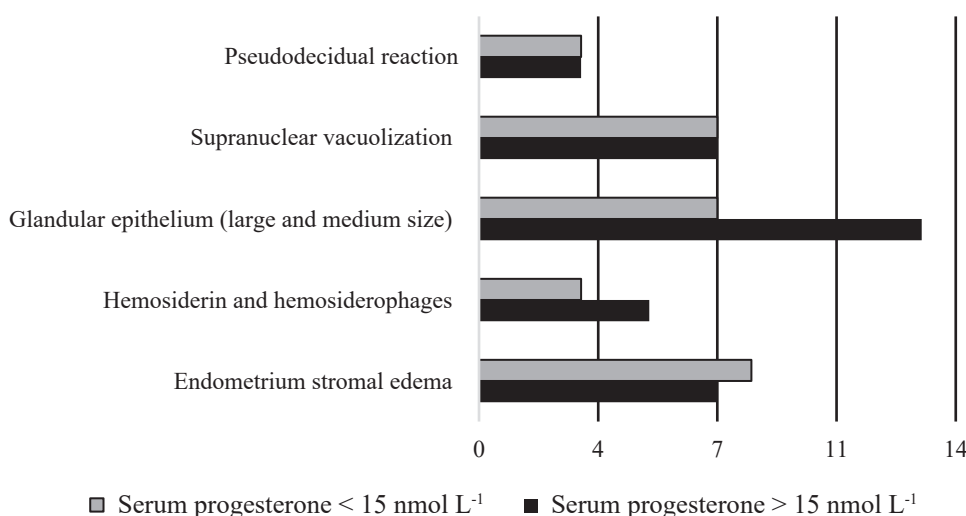 Pseudodecidual reaction
Supranuclear vacuolization
Glandular epithelium (large and medium size)
Hemosiderin and hemosiderophages
Endometrium stromal edema
0 4 7 11 14
Serum progesterone < 15 nmol L⁻¹ Serum progesterone > 15 nmol L⁻¹